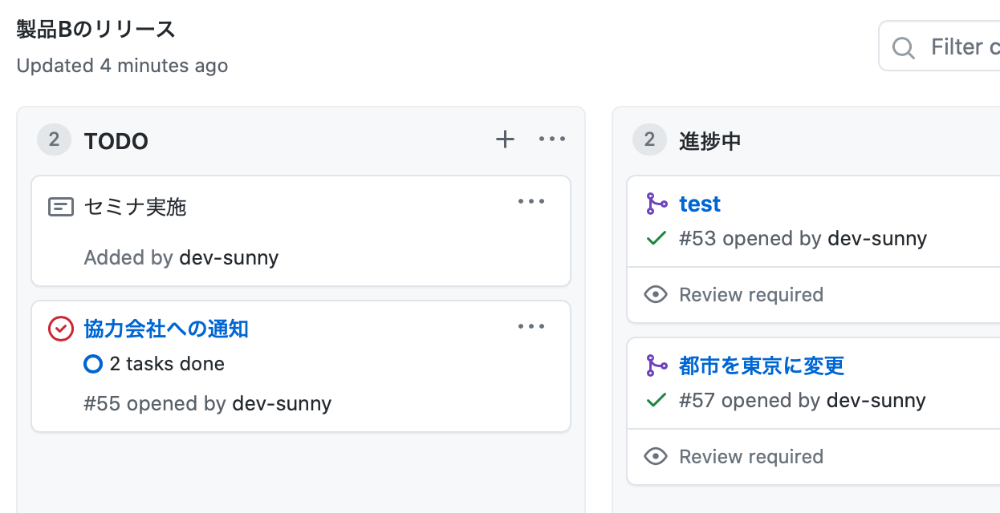 製品Bのリリース
Updated 4 minutes ago
Filter c
2 TODO
セミナ実施
Added by dev-sunny
協力会社への通知
2 tasks done
#55 opened by dev-sunny
2 進捗中
test
#53 opened by dev-sunny
Review required
都市を東京に変更
#57 opened by dev-sunny
Review required